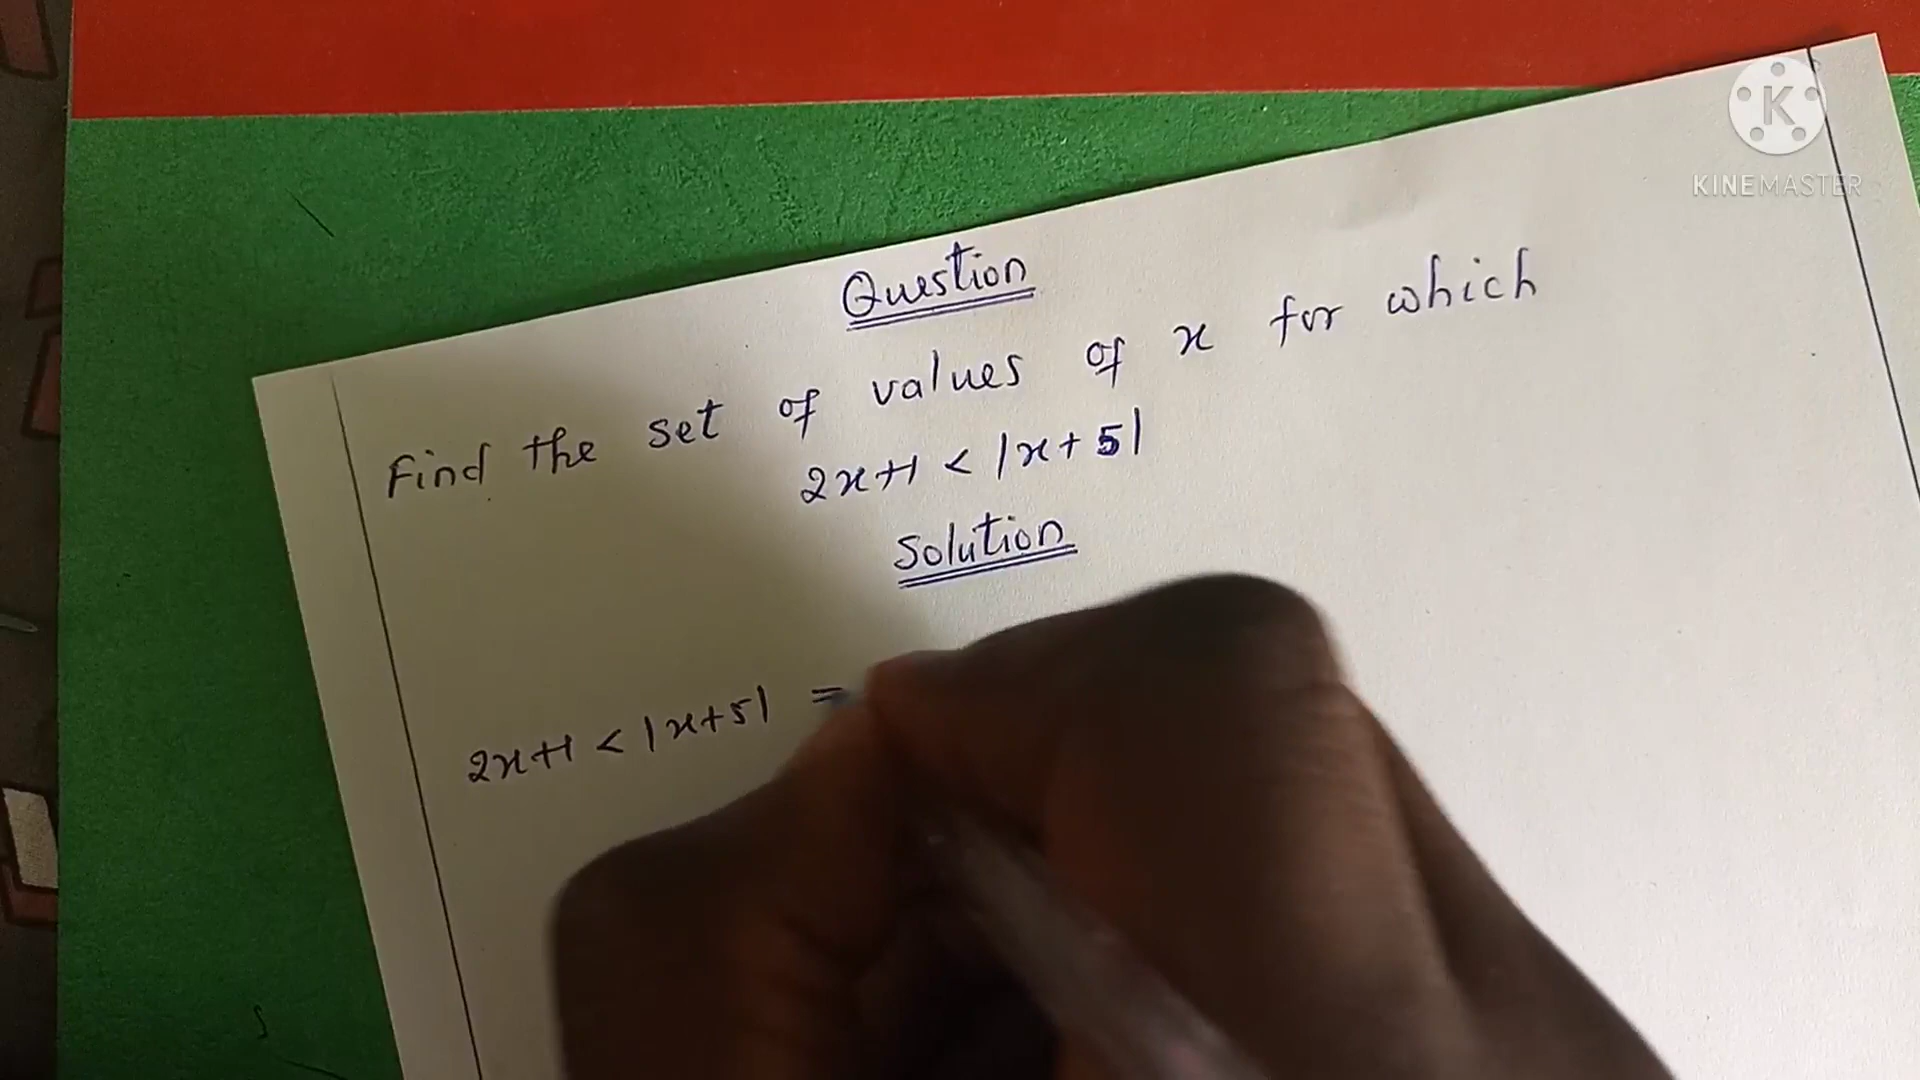 K
KINEMASTER
Question
Find the set of values of x for which
2x+1 < |x+5|
Solution
2x+1 < |x+5| =